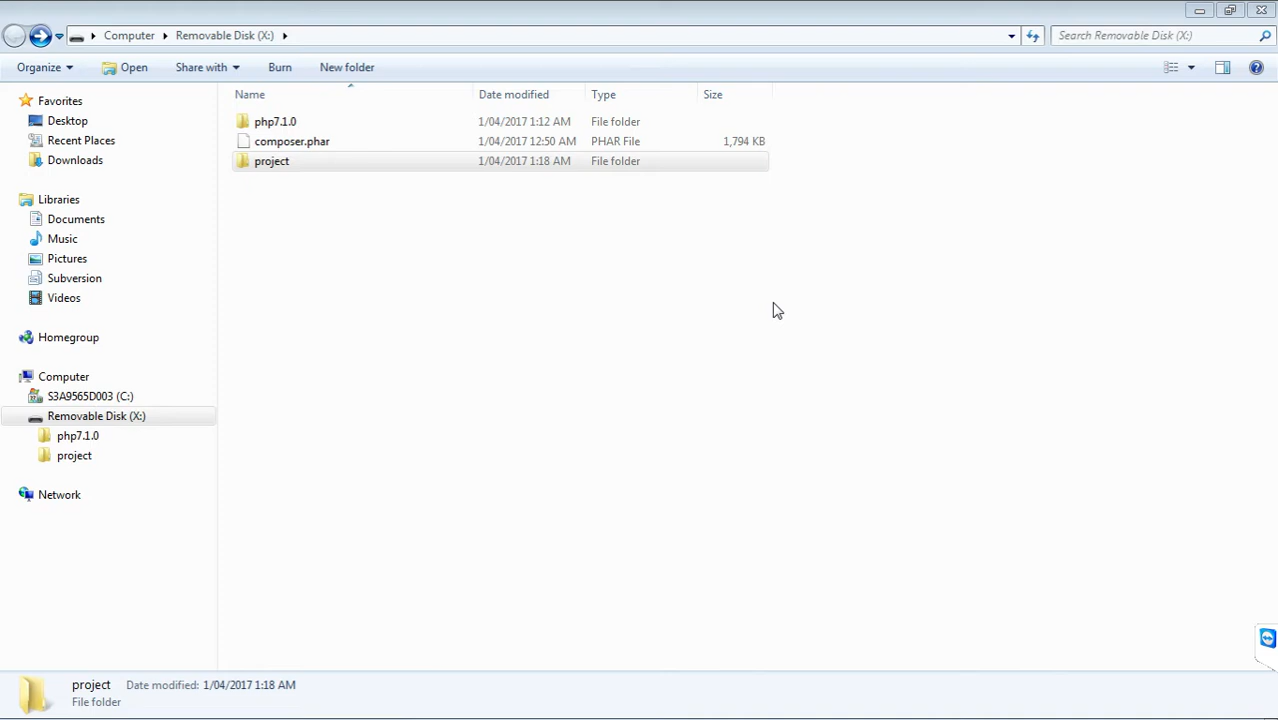 Computer Removable Disk (X:) Search Removable Disk (X:)
Organize Open Share with Burn New folder
Name Date modified Type Size
php7.1.0 1/04/2017 1:12 AM File folder
composer.phar 1/04/2017 12:50 AM PHAR File 1,794 KB
project 1/04/2017 1:18 AM File folder
Favorites
Desktop
Recent Places
Downloads
Libraries
Documents
Music
Pictures
Subversion
Videos
Homegroup
Computer
S3A9565D003 (C:)
Removable Disk (X:)
php7.1.0
project
Network
project Date modified: 1/04/2017 1:18 AM
File folder